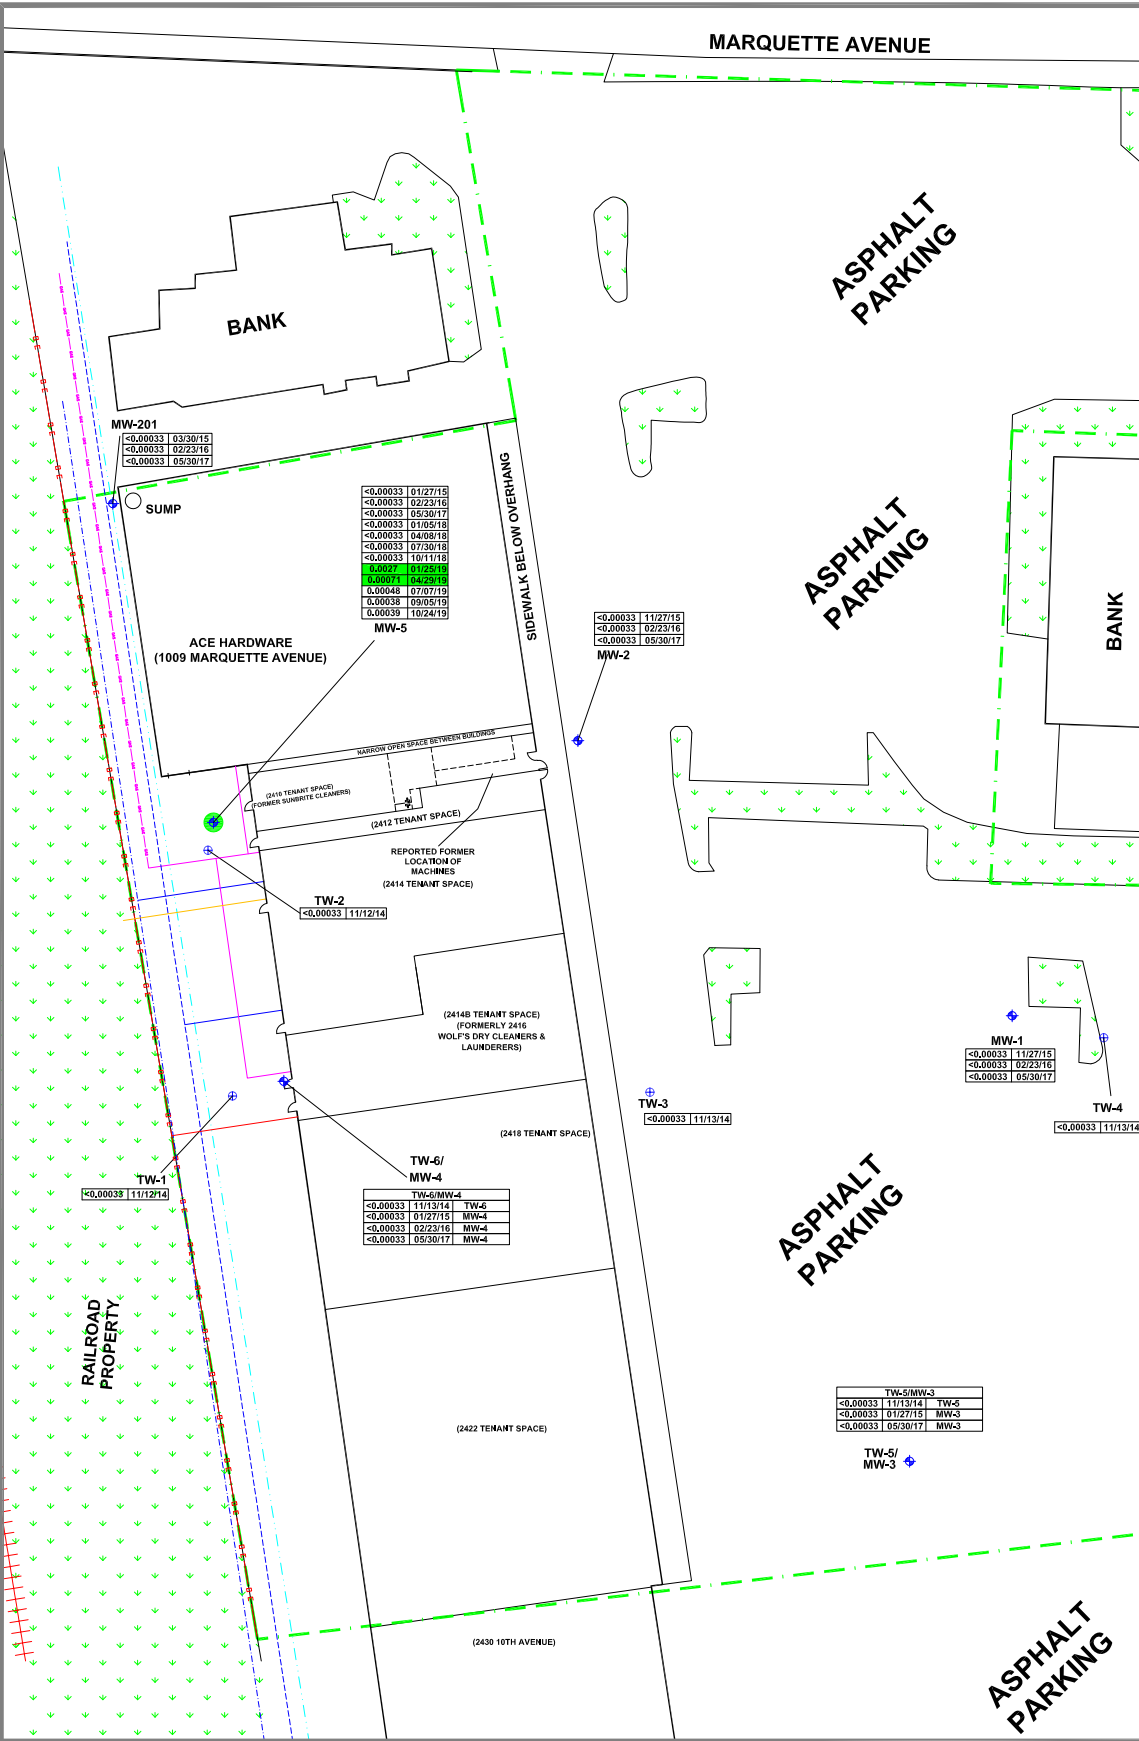 MARQUETTE AVENUE
ASPHALT
PARKING
BANK
MW-201
<0.00033 03/30/15
<0.00033 02/23/16
<0.00033 05/30/17
SUMP
<0.00033 01/27/15
<0.00033 02/23/16
<0.00033 05/30/17
<0.00033 01/05/18
<0.00033 04/08/18
<0.00033 07/30/18
<0.00033 10/11/18
0.0027 01/25/19
0.00071 04/29/19
0.00048 07/07/19
0.00038 09/05/19
0.00039 10/24/19
MW-5
SIDEWALK BELOW OVERHANG
ASPHALT
PARKING
BANK
ACE HARDWARE
(1009 MARQUETTE AVENUE)
<0.00033 11/27/15
<0.00033 02/23/16
<0.00033 05/30/17
MW-2
NARROW OPEN SPACE BETWEEN BUILDINGS
(2410 TENANT SPACE)
(FORMER SUNBRITE CLEANERS)
(2412 TENANT SPACE)
REPORTED FORMER
LOCATION OF
MACHINES
(2414 TENANT SPACE)
TW-2
<0.00033 11/12/14
(2414B TENANT SPACE)
(FORMERLY 2416
WOLF'S DRY CLEANERS &
LAUNDERERS)
MW-1
<0.00033 11/27/15
<0.00033 02/23/16
<0.00033 05/30/17
TW-3
<0.00033 11/13/14
TW-4
<0.00033 11/13/14
(2418 TENANT SPACE)
TW-1
<0.00033 11/12/14
TW-6/
MW-4
TW-6/MW-4
<0.00033 11/13/14 TW-6
<0.00033 01/27/15 MW-4
<0.00033 02/23/16 MW-4
<0.00033 05/30/17 MW-4
ASPHALT
PARKING
RAILROAD
PROPERTY
TW-5/MW-3
<0.00033 11/13/14 TW-5
<0.00033 01/27/15 MW-3
<0.00033 05/30/17 MW-3
TW-5/
MW-3
(2422 TENANT SPACE)
(2430 10TH AVENUE)
ASPHALT
PARKING